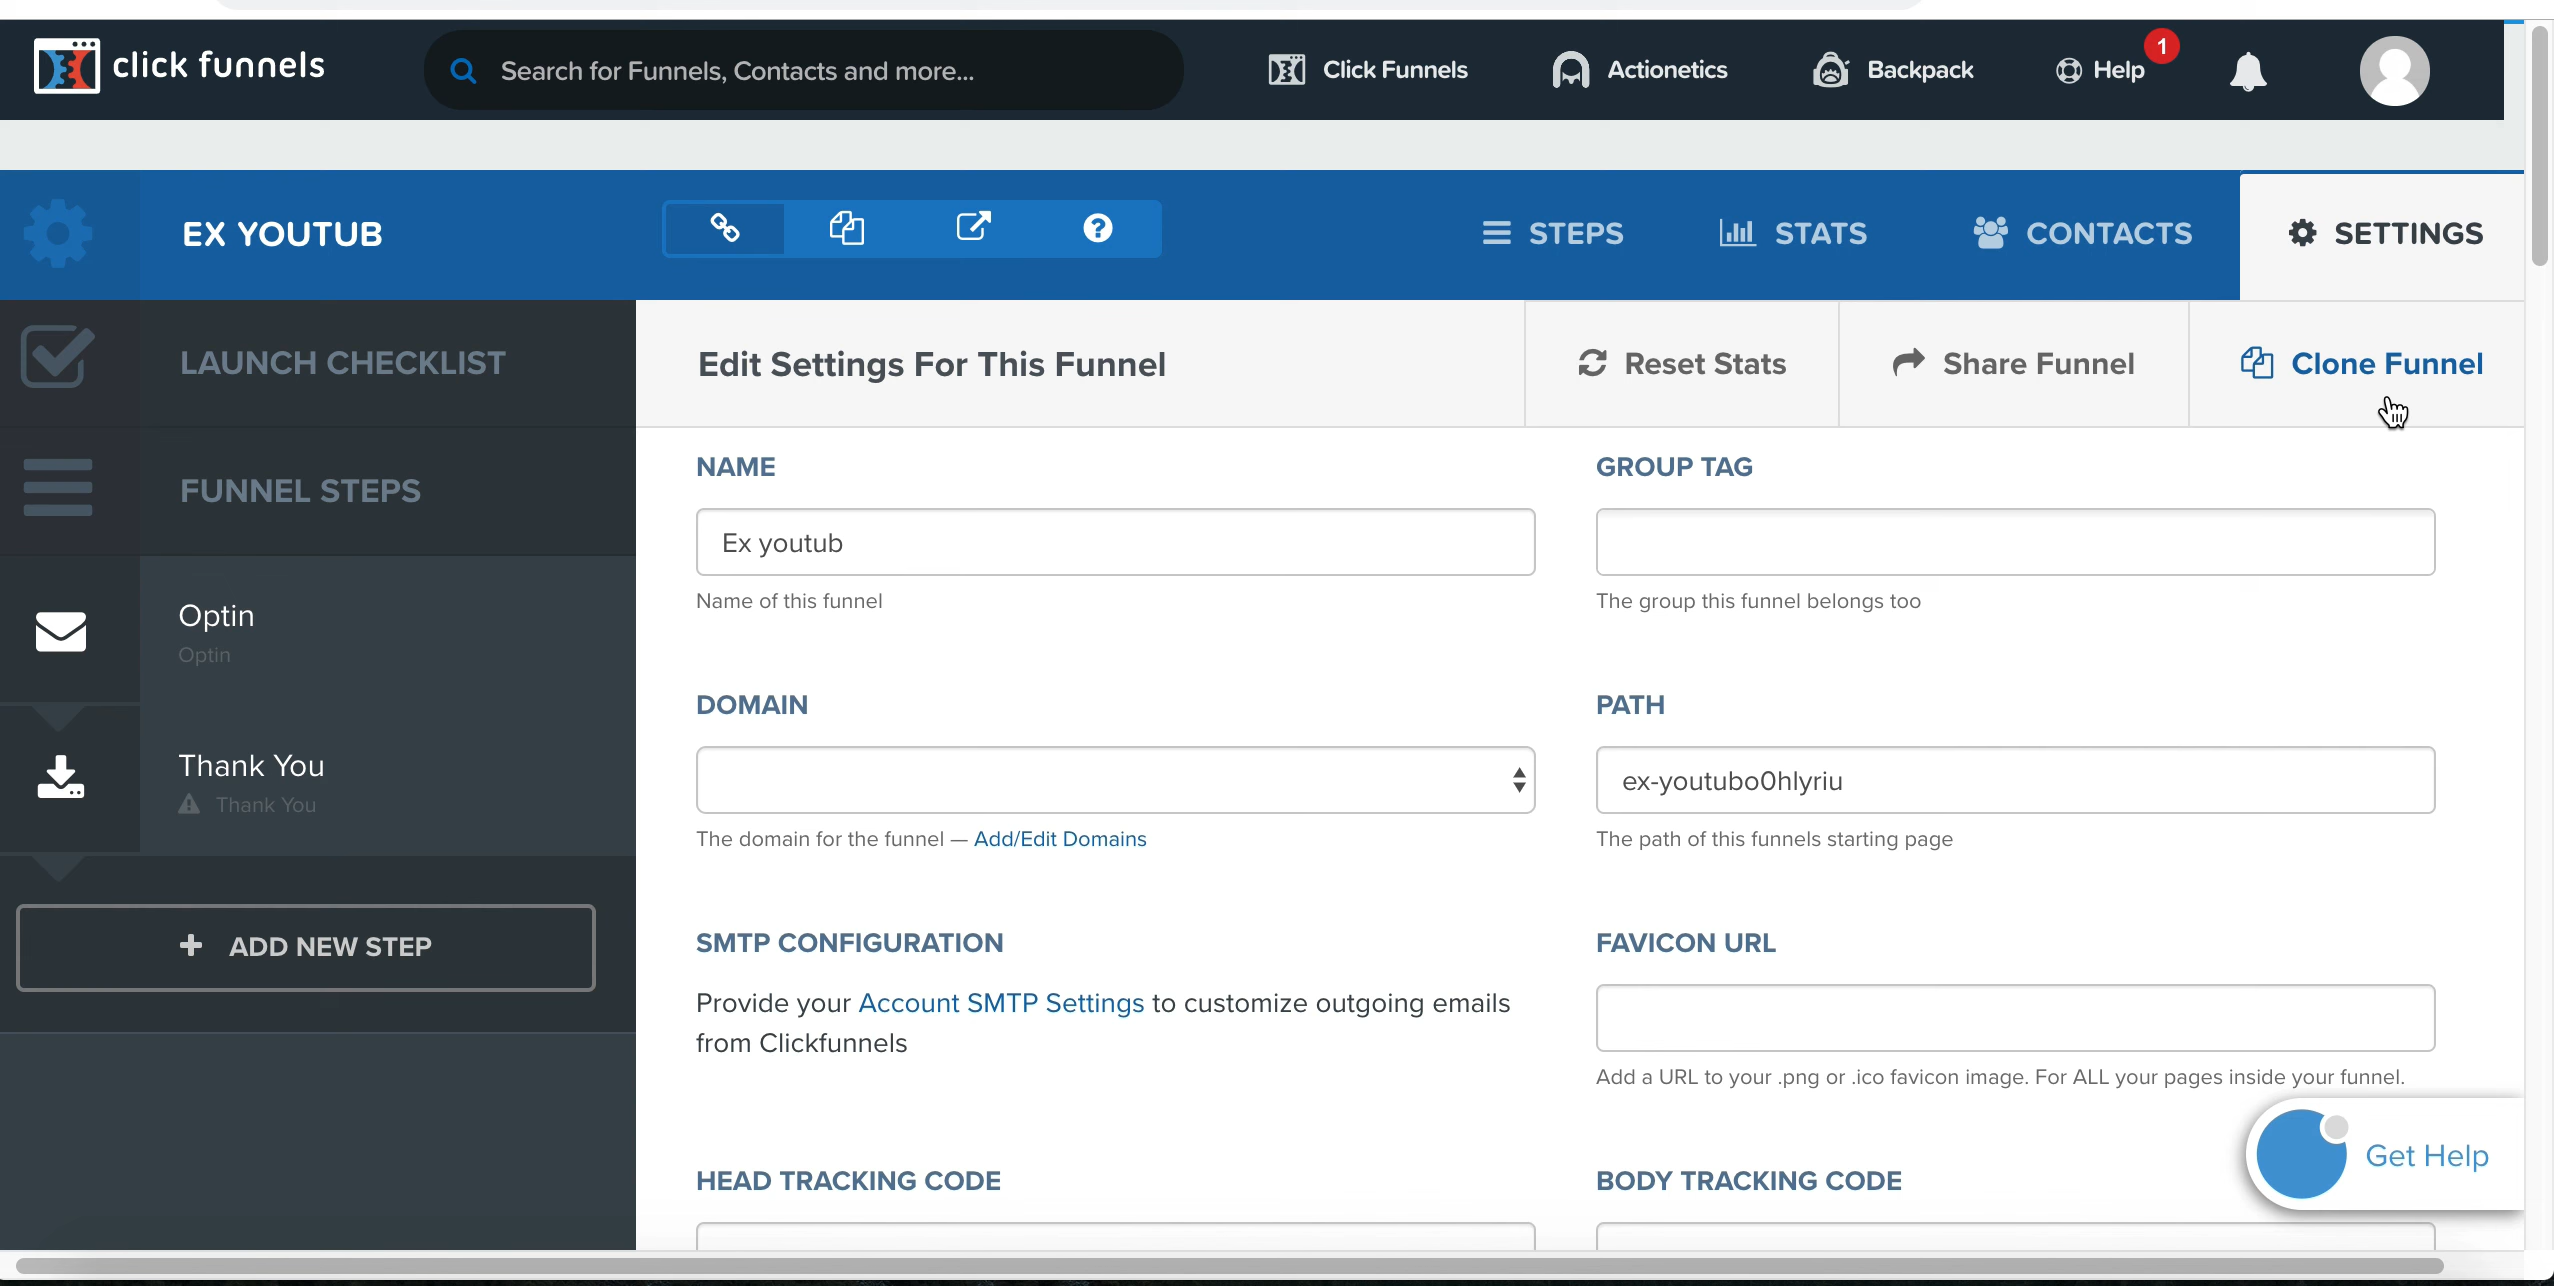 click funnels
Search for Funnels, Contacts and more...
Click Funnels
Actionetics
Backpack
Help
1
EX YOUTUB
STEPS
STATS
CONTACTS
SETTINGS
LAUNCH CHECKLIST
FUNNEL STEPS
Optin
Optin
Thank You
Thank You
+ ADD NEW STEP
Edit Settings For This Funnel
Reset Stats
Share Funnel
Clone Funnel
NAME
Ex youtub
Name of this funnel
GROUP TAG
The group this funnel belongs too
DOMAIN
The domain for the funnel — Add/Edit Domains
PATH
ex-youtubo0hlyriu
The path of this funnels starting page
SMTP CONFIGURATION
Provide your Account SMTP Settings to customize outgoing emails
from Clickfunnels
FAVICON URL
Add a URL to your .png or .ico favicon image. For ALL your pages inside your funnel.
HEAD TRACKING CODE
BODY TRACKING CODE
Get Help